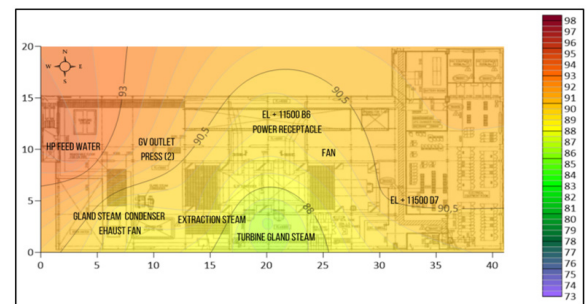 N
W E
S
20
15
10
5
0
0 5 10 15 20 25 30 35 40
93
90.5
90.5
88
90.5
HP FEED WATER
GV OUTLET
PRESS (2)
EL + 11500 B6
POWER RECEPTACLE
FAN
EL + 11500 D7
GLAND STEAM CONDENSER
EHAUST FAN
EXTRACTION STEAM
TURBINE GLAND STEAM
98
97
96
95
94
93
92
91
90
89
88
87
86
85
84
83
82
81
80
79
78
77
76
75
74
73